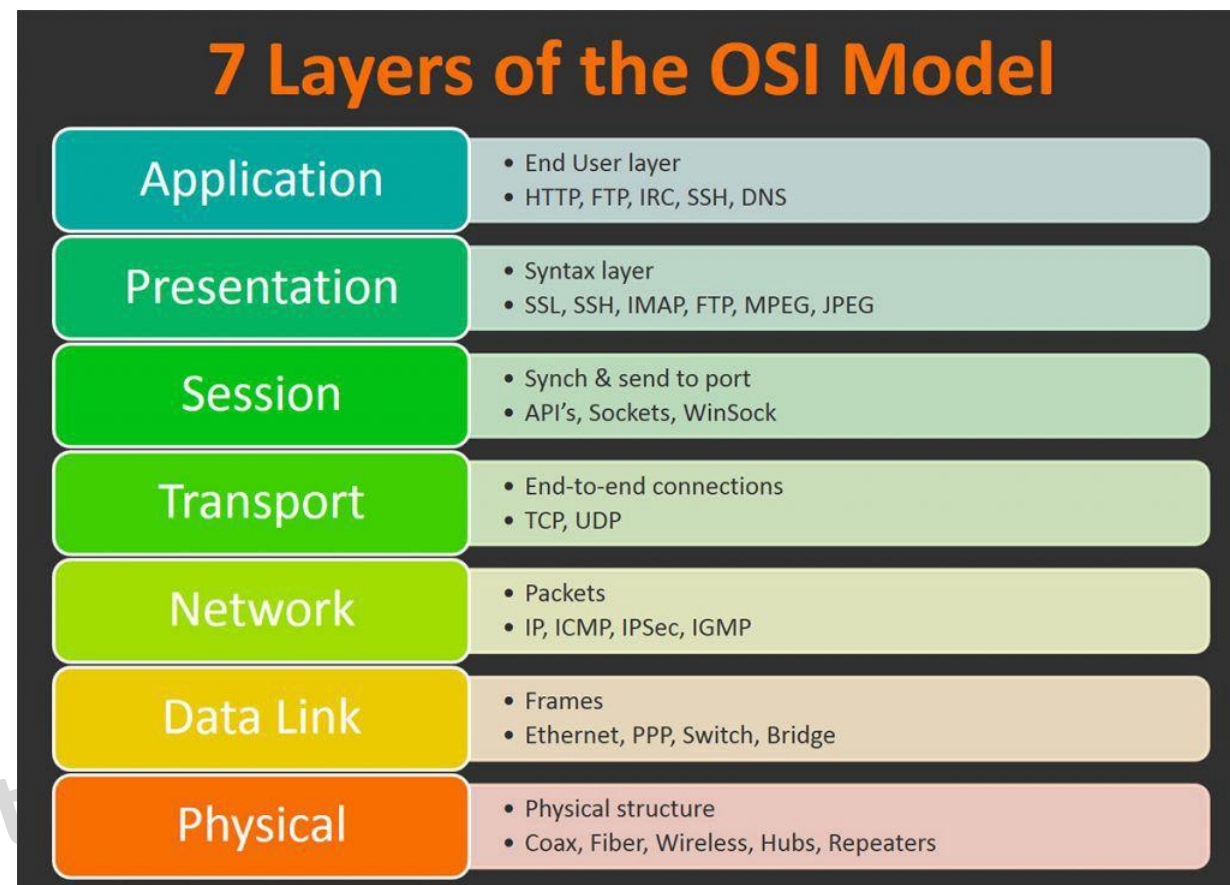 7 Layers of the OSI Model
Application
• End User layer
• HTTP, FTP, IRC, SSH, DNS
Presentation
• Syntax layer
• SSL, SSH, IMAP, FTP, MPEG, JPEG
Session
• Synch & send to port
• API's, Sockets, WinSock
Transport
• End-to-end connections
• TCP, UDP
Network
• Packets
• IP, ICMP, IPSec, IGMP
Data Link
• Frames
• Ethernet, PPP, Switch, Bridge
Physical
• Physical structure
• Coax, Fiber, Wireless, Hubs, Repeaters